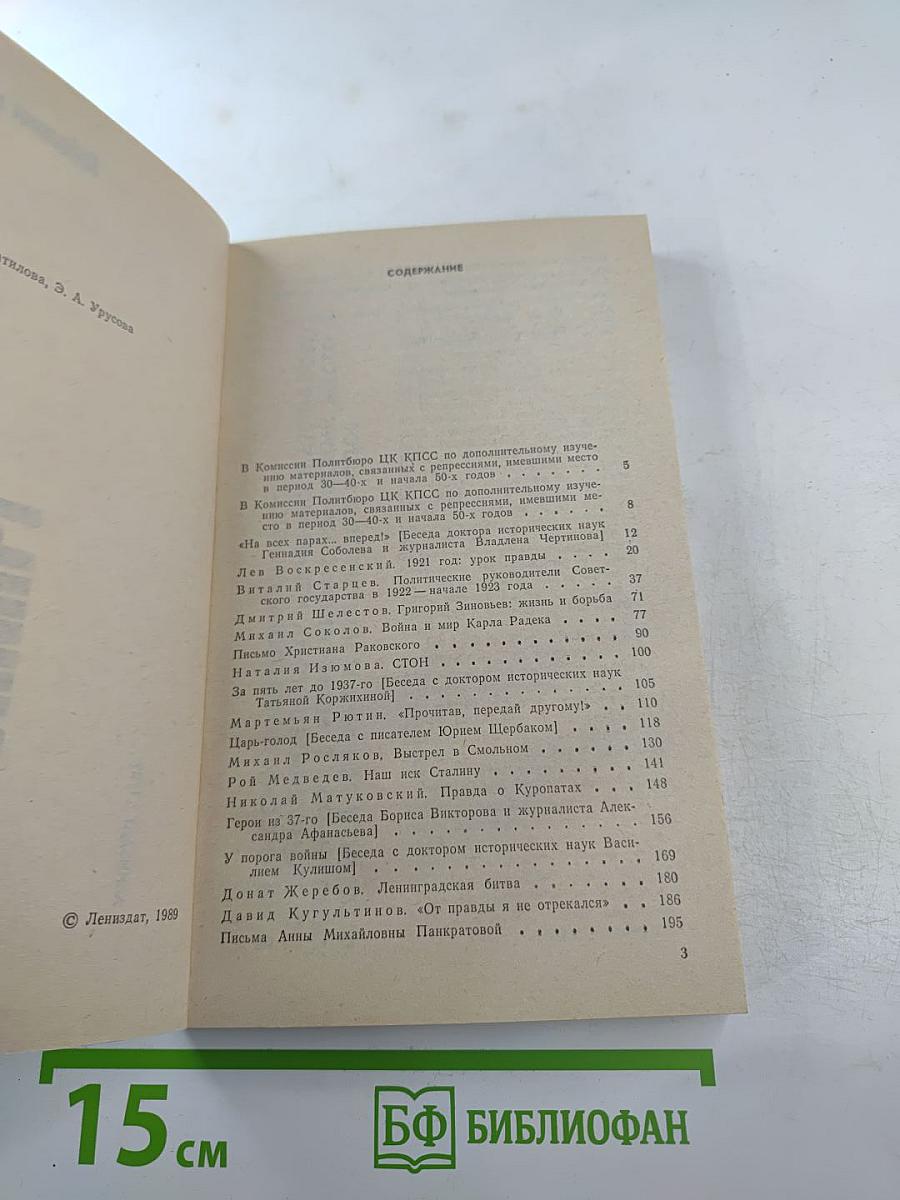 Э. А. Урусова
© Лениздат, 1989
СОДЕРЖАНИЕ
В Комиссии Политбюро ЦК КПСС по дополнительному изуче-
нию материалов, связанных с репрессиями, имевшими место
в период 30—40-х и начала 50-х годов . . . . . . . 5
В Комиссии Политбюро ЦК КПСС по дополнительному изуче-
нию материалов, связанных с репрессиями, имевшими ме-
сто в период 30—40-х и начала 50-х годов . . . . . . 8
«На всех парах... вперед!» [Беседа доктора исторических наук
Геннадия Соболева и журналиста Владлена Чертинова] 12
Лев Воскресенский. 1921 год: урок правды . . . . 20
Виталий Старцев. Политические руководители Совет-
ского государства в 1922 — начале 1923 года . . . . . 37
Дмитрий Шелестов. Григорий Зиновьев: жизнь и борьба 71
Михаил Соколов. Война и мир Карла Радека . . . . 77
Письмо Христиана Раковского . . . . . . . . . . . 90
Наталия Изюмова. СТОН . . . . . . . . . . . . 100
За пять лет до 1937-го [Беседа с доктором исторических наук
Татьяной Коржихиной] . . . . . . . . . . . . . . 105
Мартемьян Рютин. «Прочитав, передай другому!» . . 110
Царь-голод [Беседа с писателем Юрием Щербаком] . . . . 118
Михаил Росляков. Выстрел в Смольном . . . . . . 130
Рой Медведев. Наш иск Сталину . . . . . . . . . 141
Николай Матуковский. Правда о Куропатах . . . 148
Герои из 37-го [Беседа Бориса Викторова и журналиста Алек-
сандра Афанасьева] . . . . . . . . . . . . . . . 156
У порога войны [Беседа с доктором исторических наук Васи-
лием Кулишом] . . . . . . . . . . . . . . . . . 169
Донат Жеребов. Ленинградская битва . . . . . . . 180
Давид Кугультинов. «От правды я не отрекался» . . 186
Письма Анны Михайловны Панкратовой . . . . . . . . 195
3
15 см
БФ БИБЛИОФАН